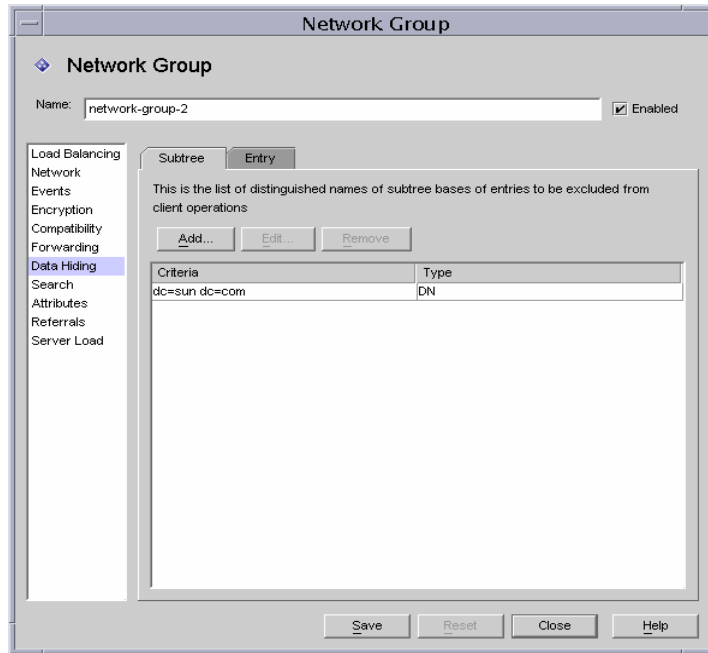 Network Group
Network Group
Name: network-group-2 Enabled
Load Balancing
Network
Events
Encryption
Compatibility
Forwarding
Data Hiding
Search
Attributes
Referrals
Server Load
Subtree Entry
This is the list of distinguished names of subtree bases of entries to be excluded from
client operations
Add... Edit... Remove
Criteria Type
dc=sun dc=com DN
Save Reset Close Help